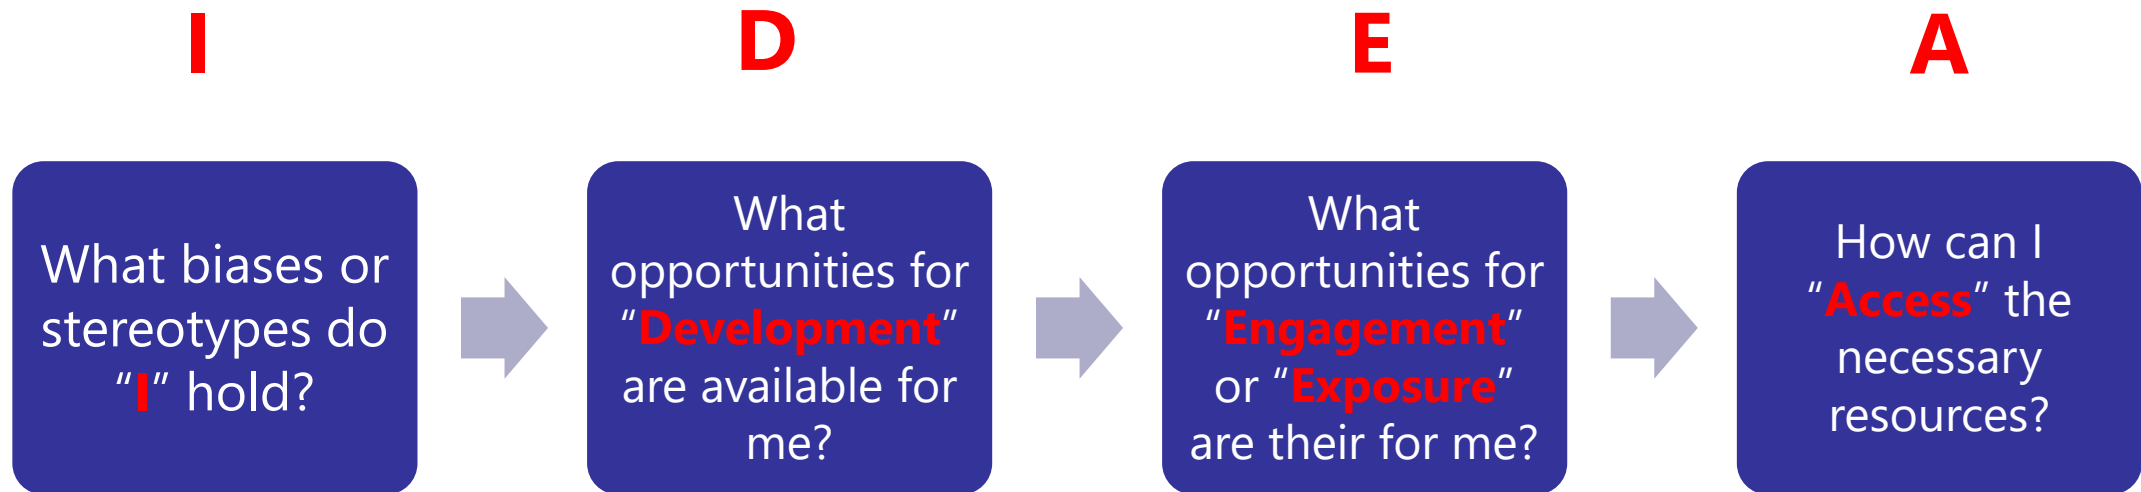 I
D
E
A
What biases or
stereotypes do
“I” hold?
What
opportunities for
“Development”
are available for
me?
What
opportunities for
“Engagement”
or “Exposure”
are their for me?
How can I
“Access” the
necessary
resources?